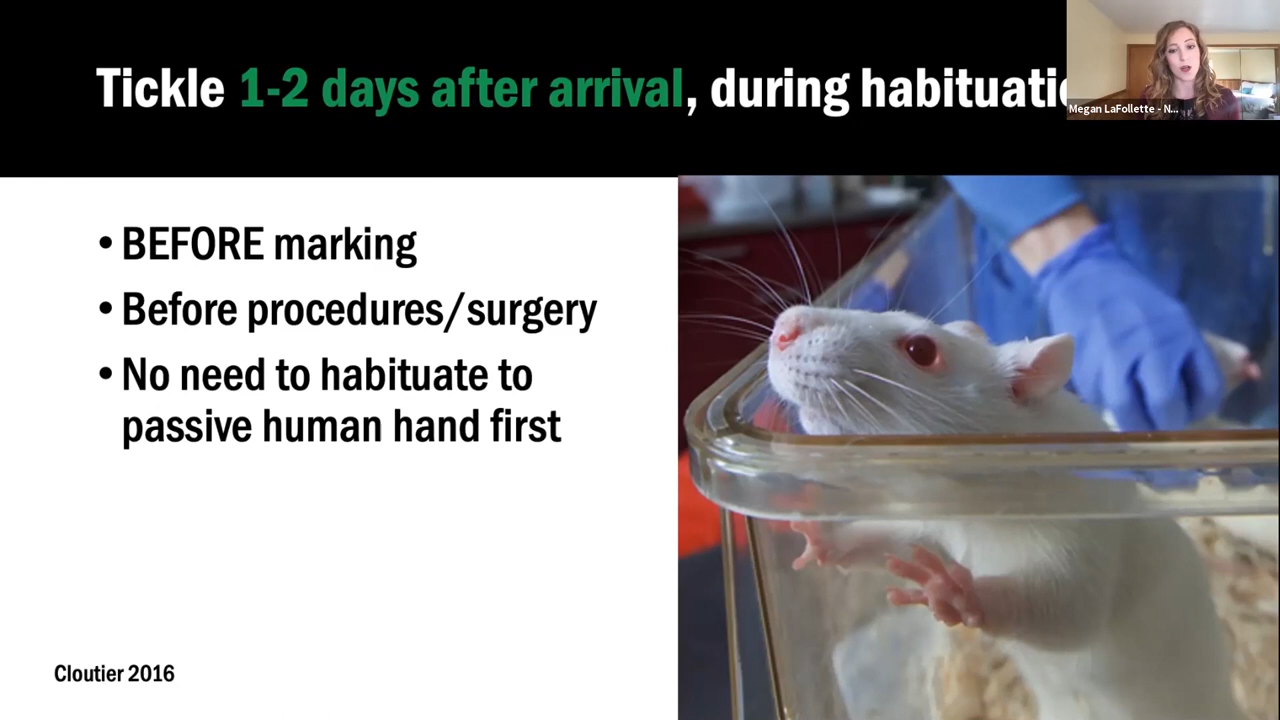 Tickle 1-2 days after arrival, during habituatio
Megan LaFollette - N...
• BEFORE marking
• Before procedures/surgery
• No need to habituate to
passive human hand first
Cloutier 2016